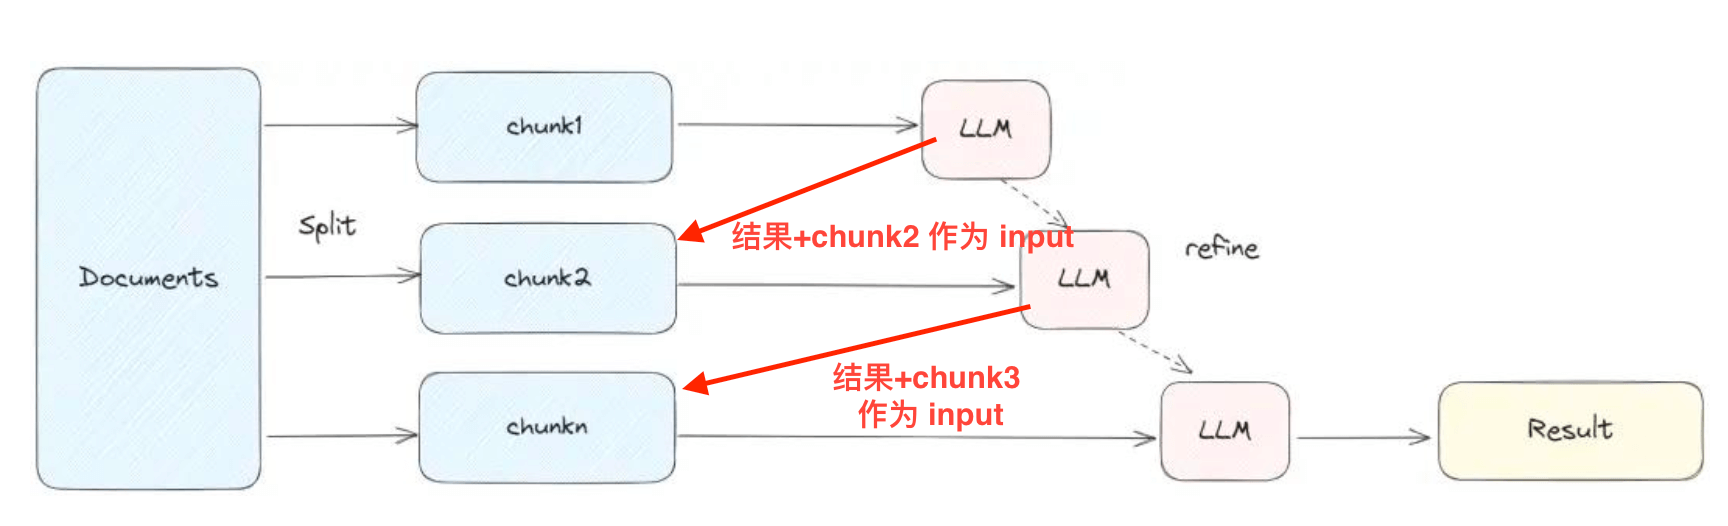 chunk1
LLM
Split
结果+chunk2 作为 input
refine
Documents
chunk2
LLM
结果+chunk3
作为 input
chunkn
LLM
Result